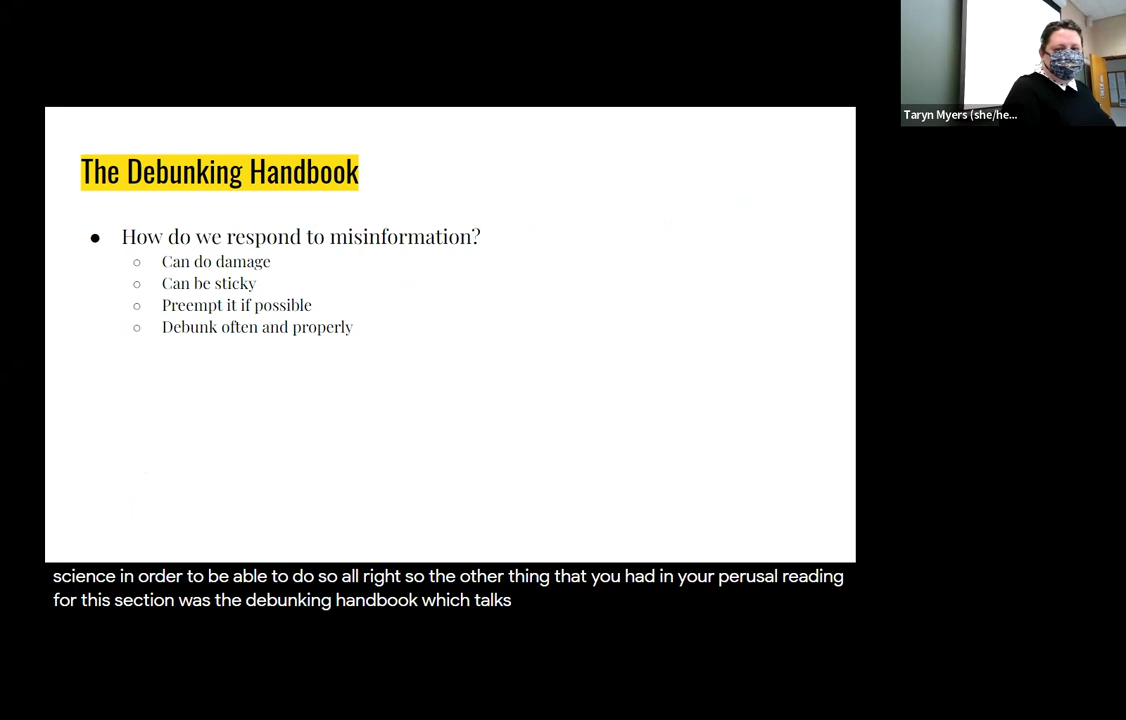 Taryn Myers (she/he...
The Debunking Handbook
● How do we respond to misinformation?
○ Can do damage
○ Can be sticky
○ Preempt it if possible
○ Debunk often and properly
science in order to be able to do so all right so the other thing that you had in your perusal reading
for this section was the debunking handbook which talks